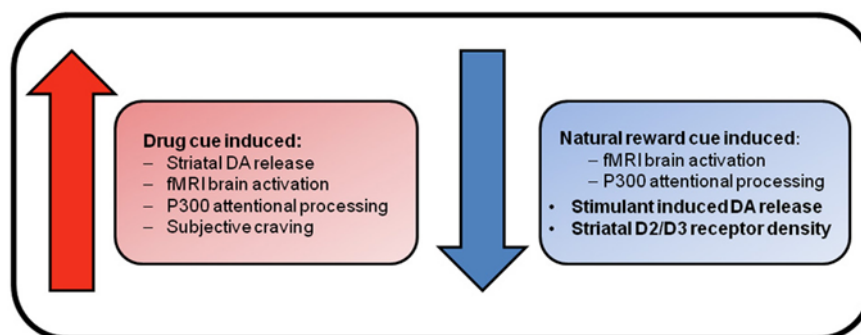 Drug cue induced:
– Striatal DA release
– fMRI brain activation
– P300 attentional processing
– Subjective craving
Natural reward cue induced:
– fMRI brain activation
– P300 attentional processing
• Stimulant induced DA release
• Striatal D2/D3 receptor density